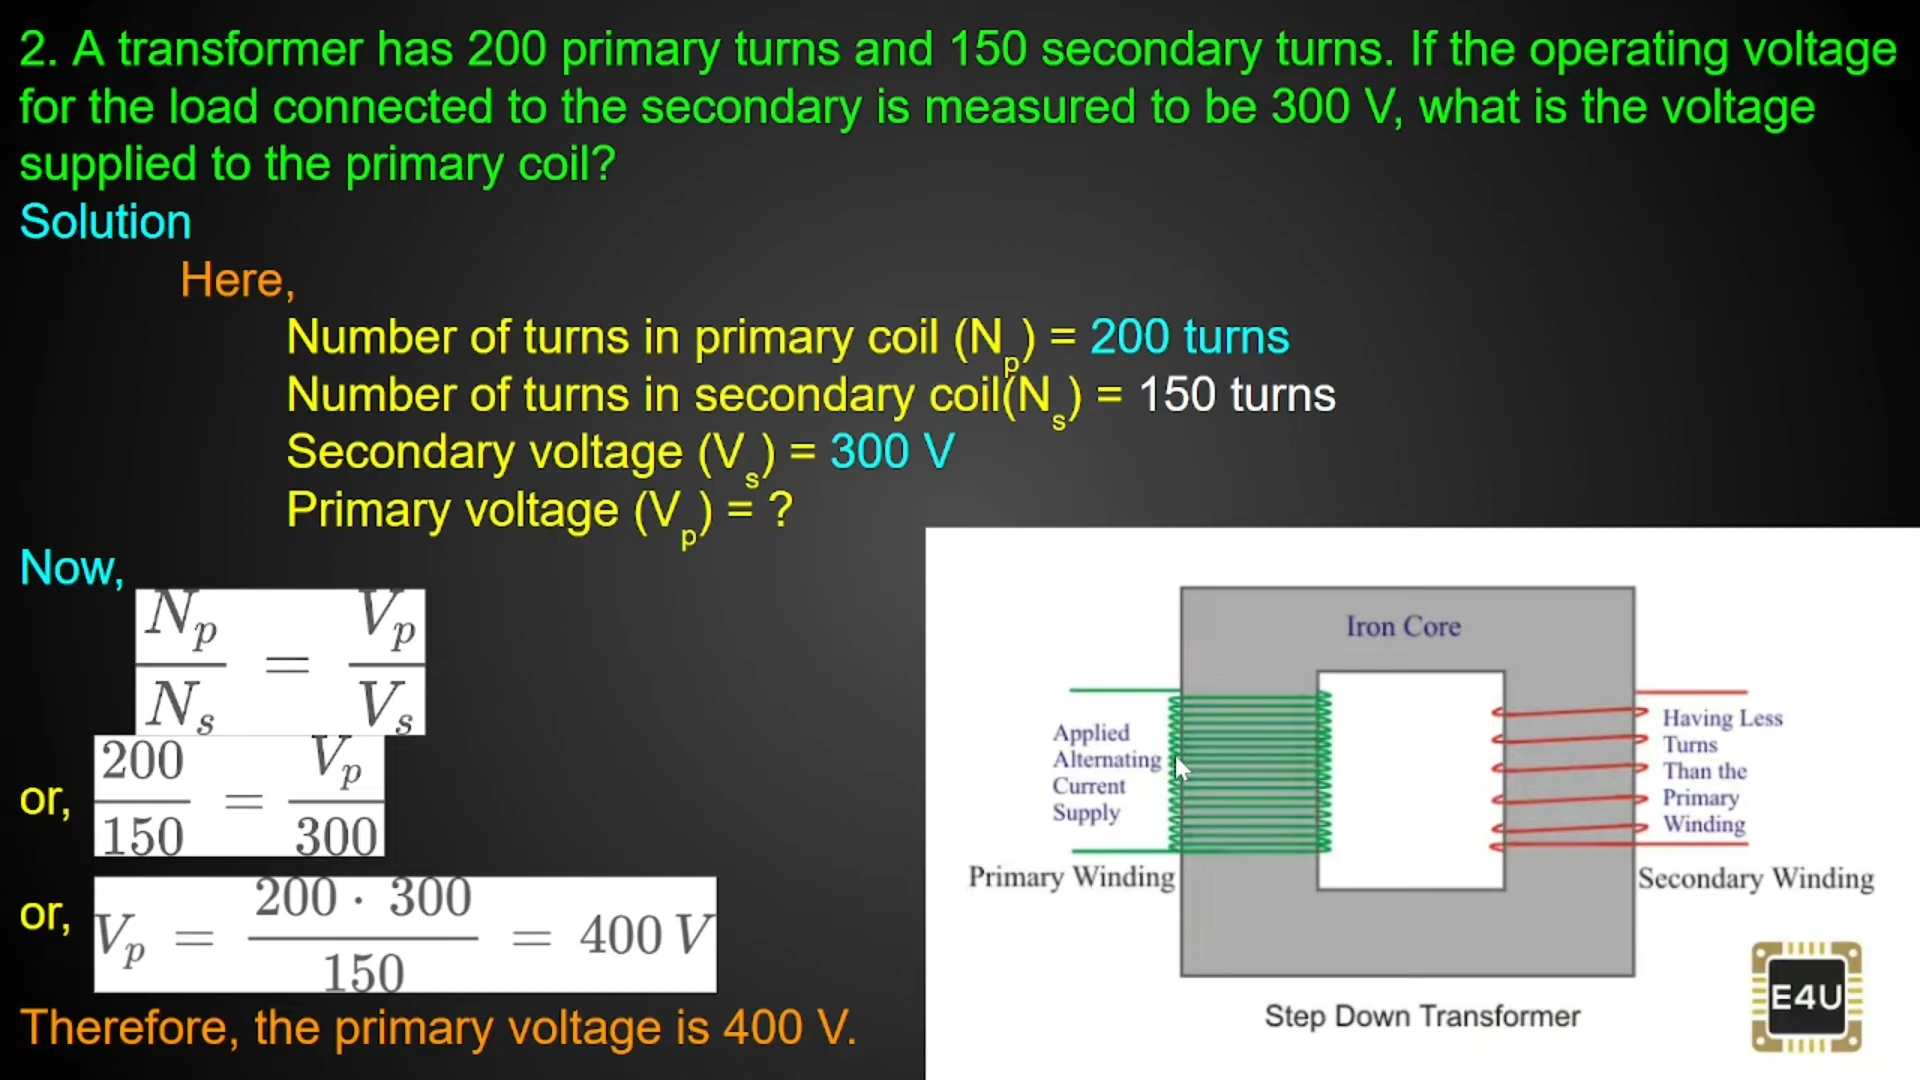 2. A transformer has 200 primary turns and 150 secondary turns. If the operating voltage
for the load connected to the secondary is measured to be 300 V, what is the voltage
supplied to the primary coil?
Solution
Here,
Number of turns in primary coil (Np) = 200 turns
Number of turns in secondary coil(Ns) = 150 turns
Secondary voltage (Vs) = 300 V
Primary voltage (Vp) = ?
Now,
Np/Ns = Vp/Vs
or, 200/150 = Vp/300
or, Vp = 200 · 300/150 = 400 V
Therefore, the primary voltage is 400 V.
Iron Core
Applied
Alternating
Current
Supply
Primary Winding
Having Less
Turns
Than the
Primary
Winding
Secondary Winding
Step Down Transformer
E4U